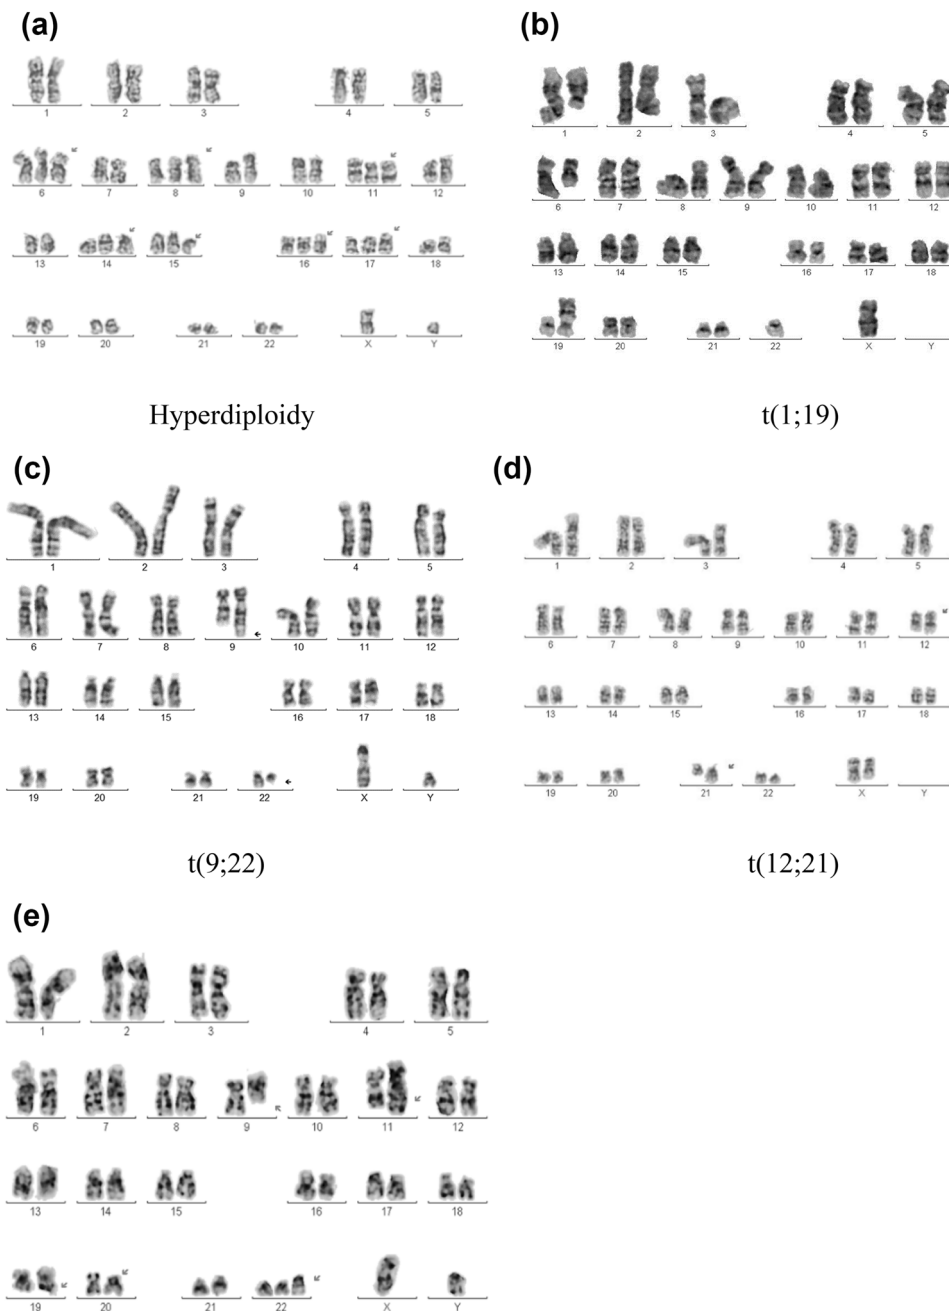 (a)
1 2 3 4 5
6 7 8 9 10 11 12
13 14 15 16 17 18
19 20 21 22 X Y
Hyperdiploidy
(b)
1 2 3 4 5
6 7 8 9 10 11 12
13 14 15 16 17 18
19 20 21 22 X Y
t(1;19)
(c)
1 2 3 4 5
6 7 8 9 10 11 12
13 14 15 16 17 18
19 20 21 22 X Y
t(9;22)
(d)
1 2 3 4 5
6 7 8 9 10 11 12
13 14 15 16 17 18
19 20 21 22 X Y
t(12;21)
(e)
1 2 3 4 5
6 7 8 9 10 11 12
13 14 15 16 17 18
19 20 21 22 X Y